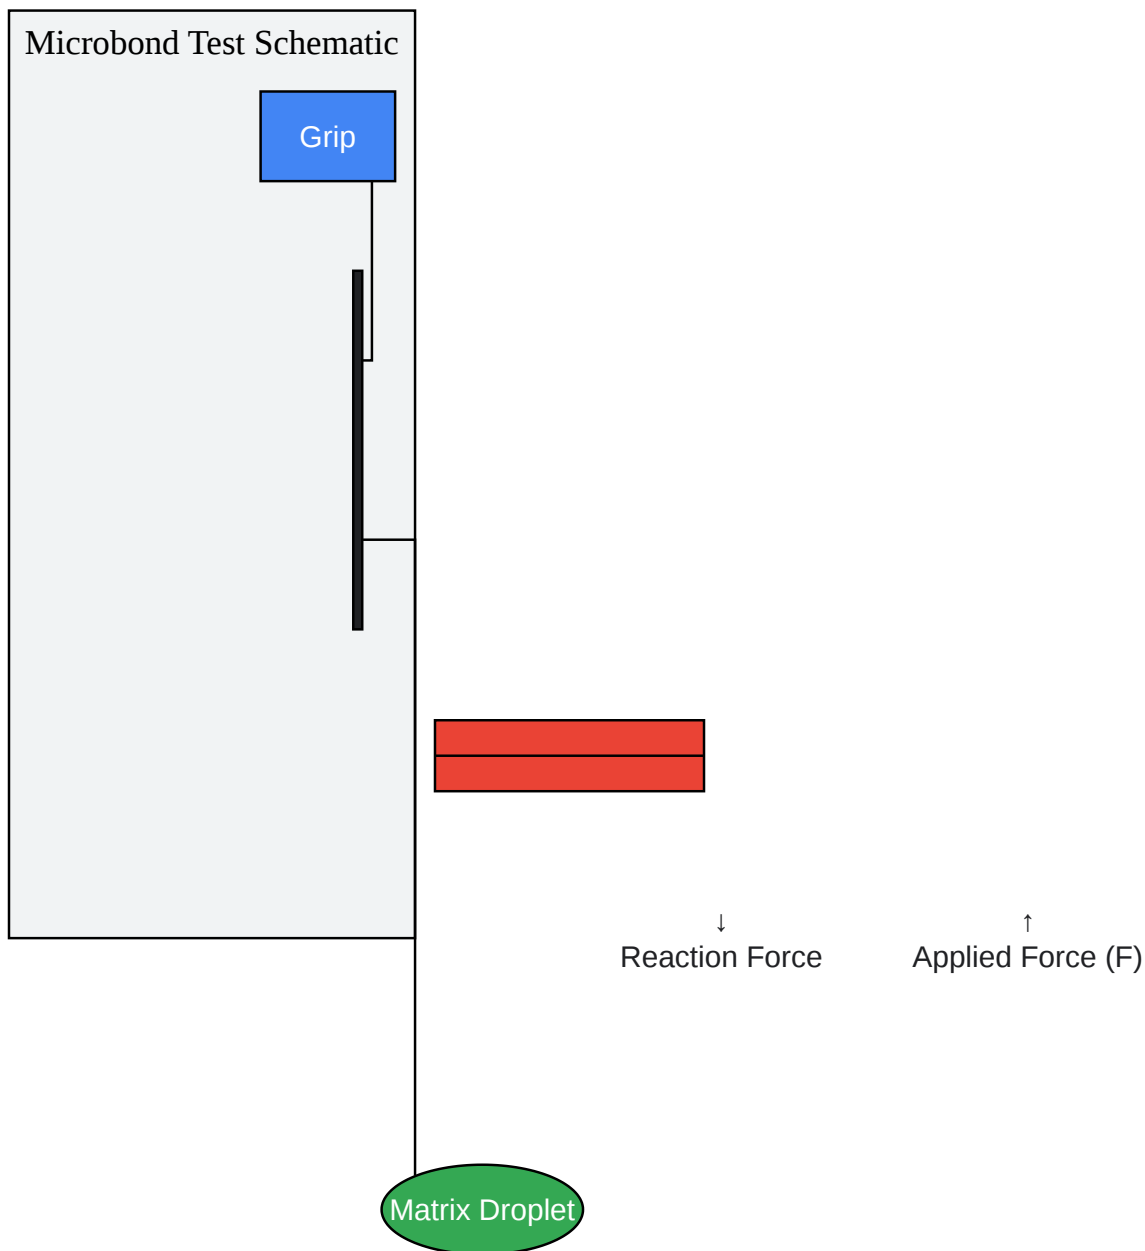 Microbond Test Schematic
Grip
↓ ↑
Reaction Force Applied Force (F)
Matrix Droplet